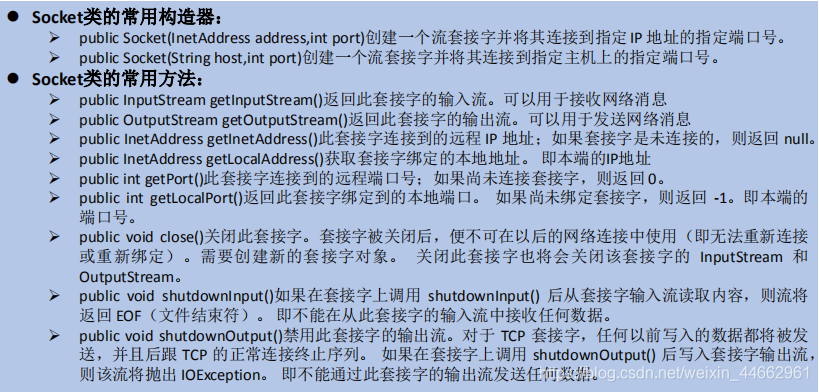 ● Socket类的常用构造器：
➢ public Socket(InetAddress address,int port)创建一个流套接字并将其连接到指定 IP 地址的指定端口号。
➢ public Socket(String host,int port)创建一个流套接字并将其连接到指定主机上的指定端口号。
● Socket类的常用方法：
➢ public InputStream getInputStream()返回此套接字的输入流。可以用于接收网络消息
➢ public OutputStream getOutputStream()返回此套接字的输出流。可以用于发送网络消息
➢ public InetAddress getInetAddress()此套接字连接到的远程 IP 地址；如果套接字是未连接的，则返回 null。
➢ public InetAddress getLocalAddress()获取套接字绑定的本地地址。 即本端的IP地址
➢ public int getPort()此套接字连接到的远程端口号；如果尚未连接套接字，则返回 0。
➢ public int getLocalPort()返回此套接字绑定到的本地端口。 如果尚未绑定套接字，则返回 -1。即本端的
端口号。
➢ public void close()关闭此套接字。套接字被关闭后，便不可在以后的网络连接中使用（即无法重新连接
或重新绑定）。需要创建新的套接字对象。 关闭此套接字也将会关闭该套接字的 InputStream 和
OutputStream。
➢ public void shutdownInput()如果在套接字上调用 shutdownInput() 后从套接字输入流读取内容，则流将
返回 EOF（文件结束符）。 即不能在从此套接字的输入流中接收任何数据。
➢ public void shutdownOutput()禁用此套接字的输出流。对于 TCP 套接字，任何以前写入的数据都将被发
送，并且后跟 TCP 的正常连接终止序列。 如果在套接字上调用 shutdownOutput() 后写入套接字输出流，
则该流将抛出 IOException。 即不能通过此套接字的输出流发送任何数据。
https://blog.csdn.net/weixin_44662961